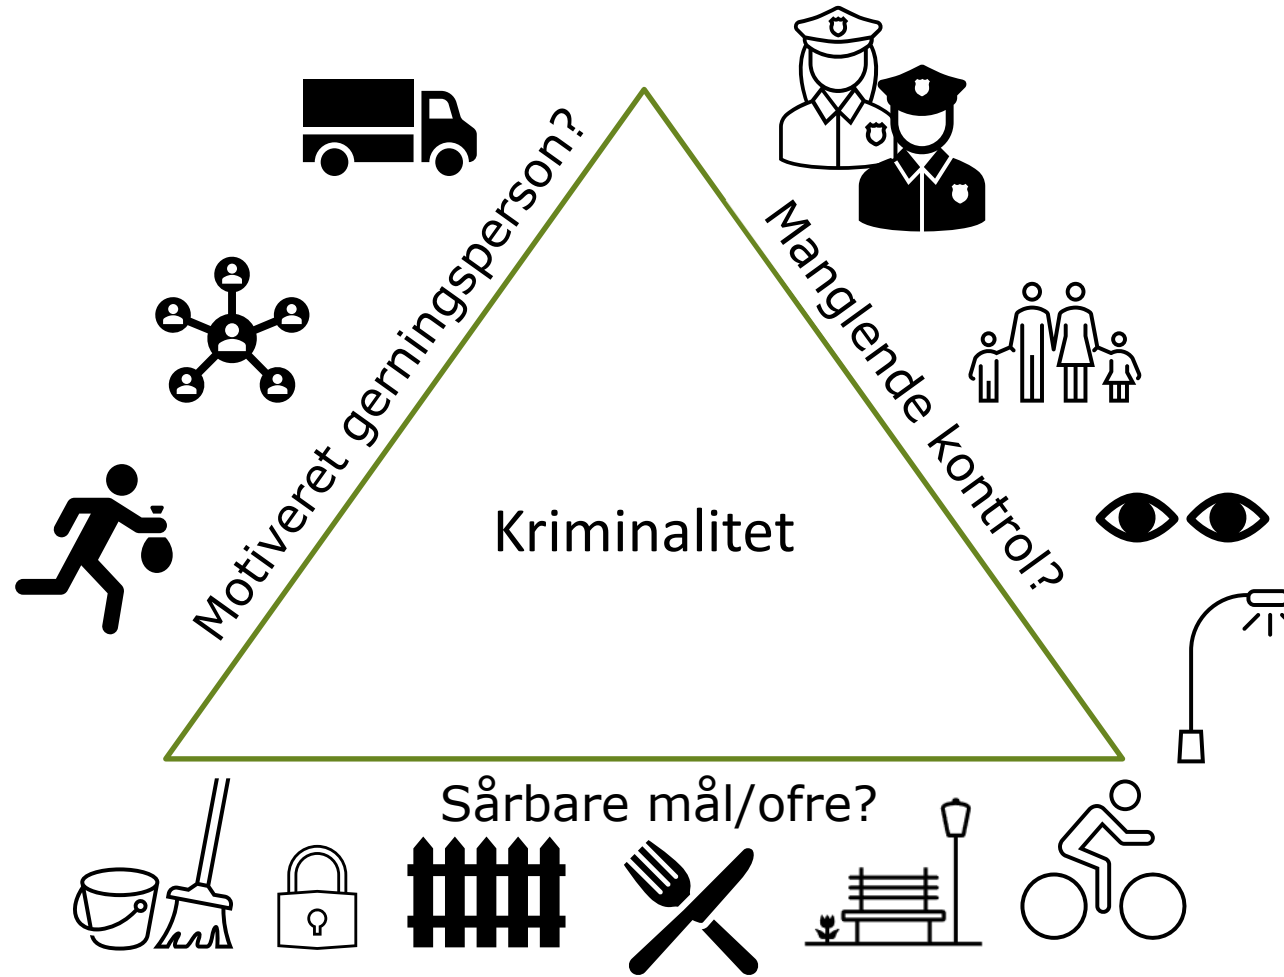 Motiveret gerningsperson?
Manglende kontrol?
Kriminalitet
Sårbare mål/ofre?